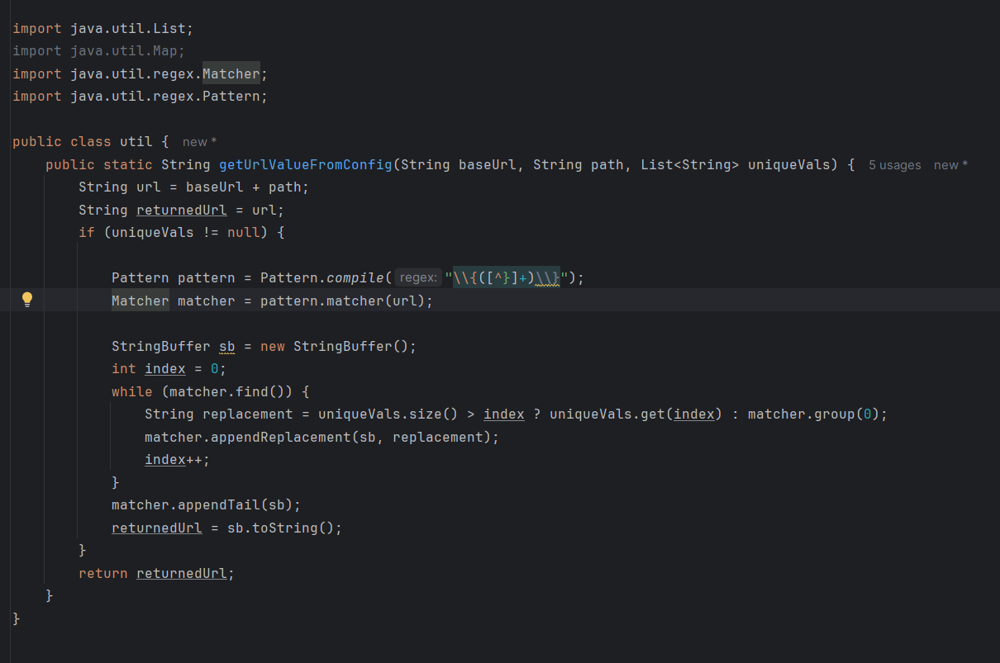 import java.util.List;
import java.util.Map;
import java.util.regex.Matcher;
import java.util.regex.Pattern;
public class util { new *
public static String getUrlValueFromConfig(String baseUrl, String path, List<String> uniqueVals) { 5 usages new *
String url = baseUrl + path;
String returnedUrl = url;
if (uniqueVals != null) {
Pattern pattern = Pattern.compile( regex: "\\{([^}]+)\\}");
Matcher matcher = pattern.matcher(url);
StringBuffer sb = new StringBuffer();
int index = 0;
while (matcher.find()) {
String replacement = uniqueVals.size() > index ? uniqueVals.get(index) : matcher.group(0);
matcher.appendReplacement(sb, replacement);
index++;
}
matcher.appendTail(sb);
returnedUrl = sb.toString();
}
return returnedUrl;
}
}